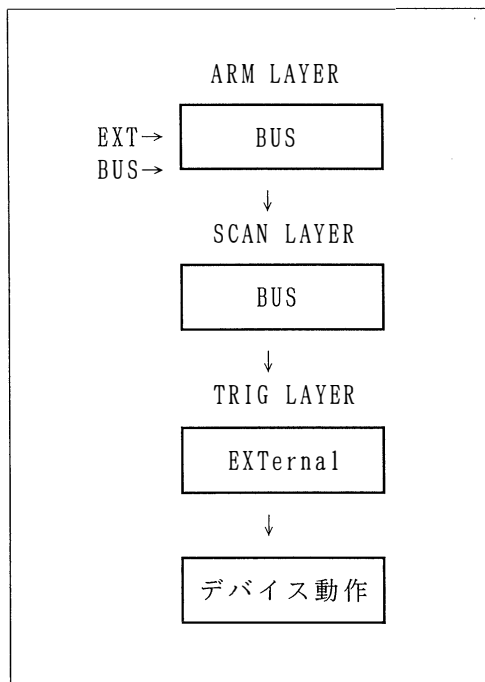 ARM LAYER
EXT→
BUS
BUS→
↓
SCAN LAYER
BUS
↓
TRIG LAYER
EXTernal
↓
デバイス動作